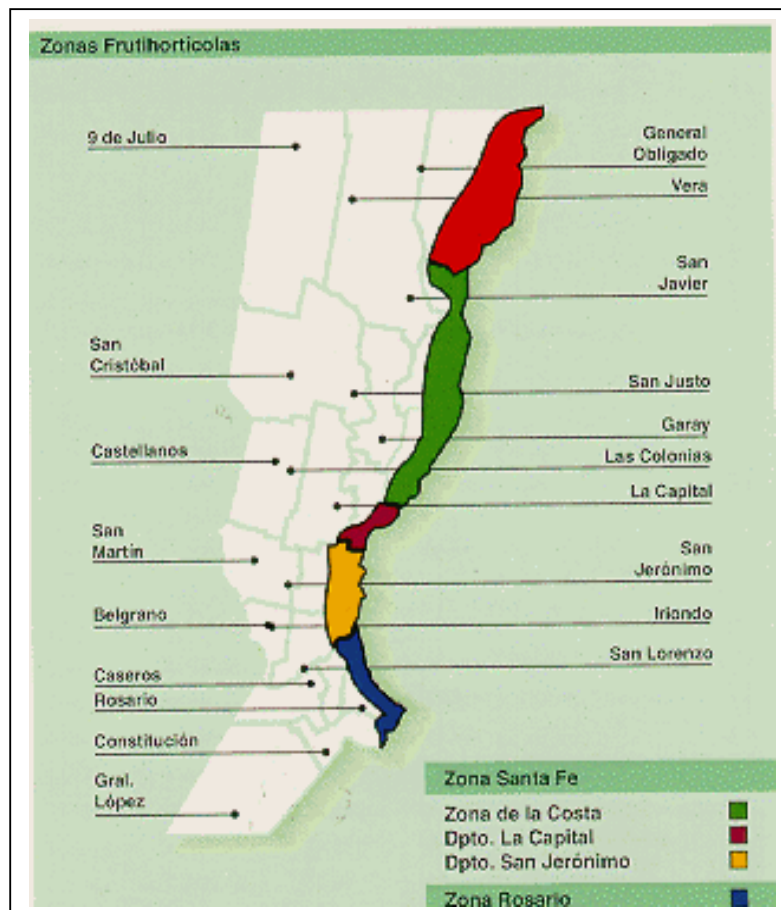 Zonas Frutihorticolas
9 de Julio
General
Obligado
Vera
San
Javier
San
Cristóbal
San Justo
Garay
Castellanos
Las Colonias
La Capital
San
Martín
San
Jerónimo
Belgrano
Iriondo
San Lorenzo
Caseros
Rosario
Constitución
Gral.
López
Zona Santa Fe
Zona de la Costa
Dpto. La Capital
Dpto. San Jerónimo
Zona Rosario